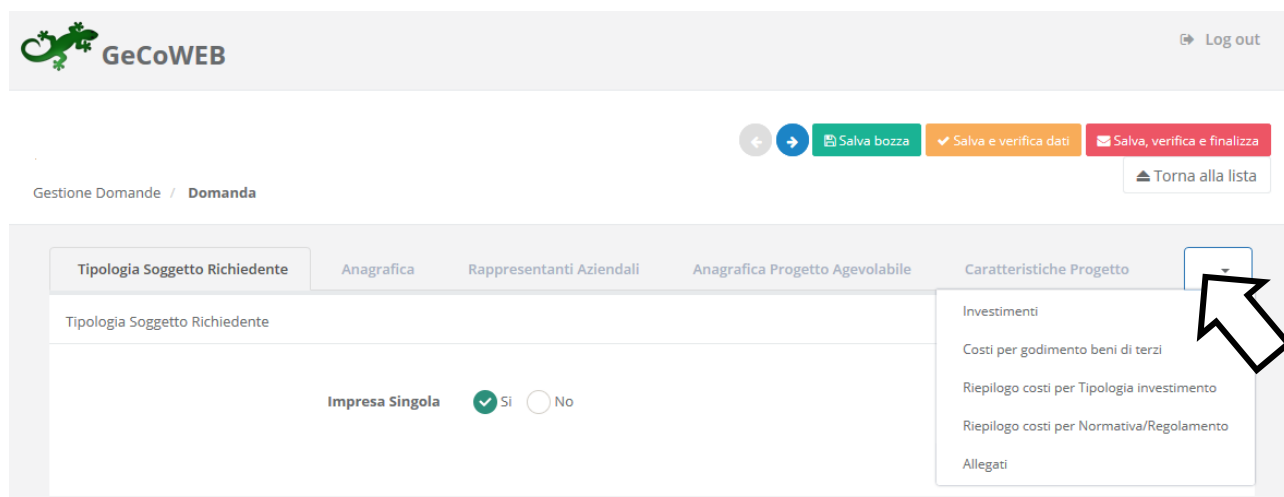 GeCoWEB
Log out
Salva bozza
Salva e verifica dati
Salva, verifica e finalizza
Torna alla lista
Gestione Domande / Domanda
Tipologia Soggetto Richiedente
Anagrafica
Rappresentanti Aziendali
Anagrafica Progetto Agevolabile
Caratteristiche Progetto
Tipologia Soggetto Richiedente
Impresa Singola
Si
No
Investimenti
Costi per godimento beni di terzi
Riepilogo costi per Tipologia investimento
Riepilogo costi per Normativa/Regolamento
Allegati